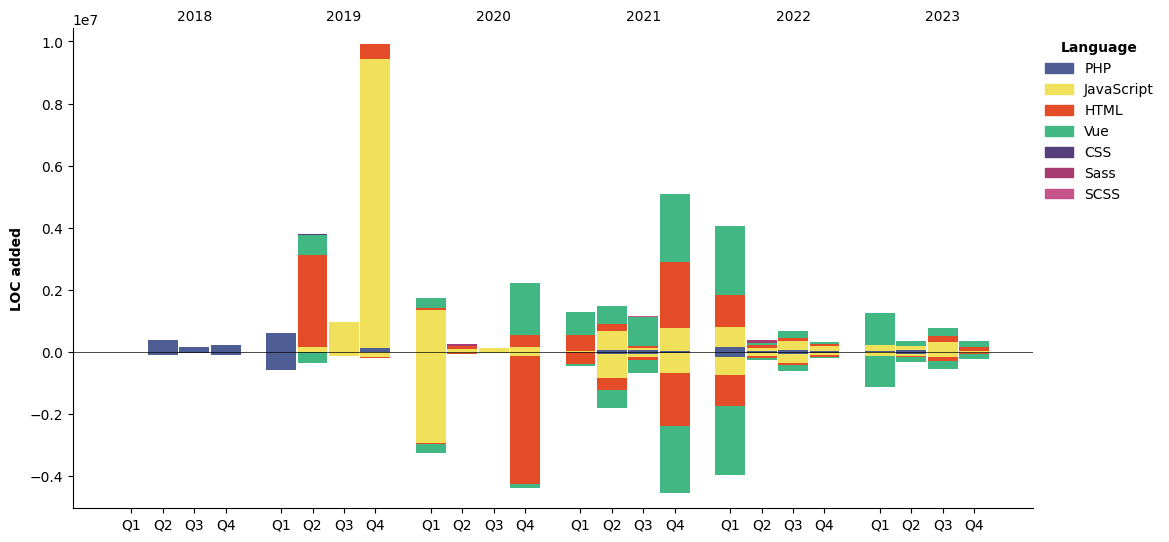 1e7
2018 2019 2020 2021 2022 2023
1.0
0.8
0.6
0.4
0.2
0.0
−0.2
−0.4
LOC added
Q1 Q2 Q3 Q4 Q1 Q2 Q3 Q4 Q1 Q2 Q3 Q4 Q1 Q2 Q3 Q4 Q1 Q2 Q3 Q4 Q1 Q2 Q3 Q4
Language
PHP
JavaScript
HTML
Vue
CSS
Sass
SCSS